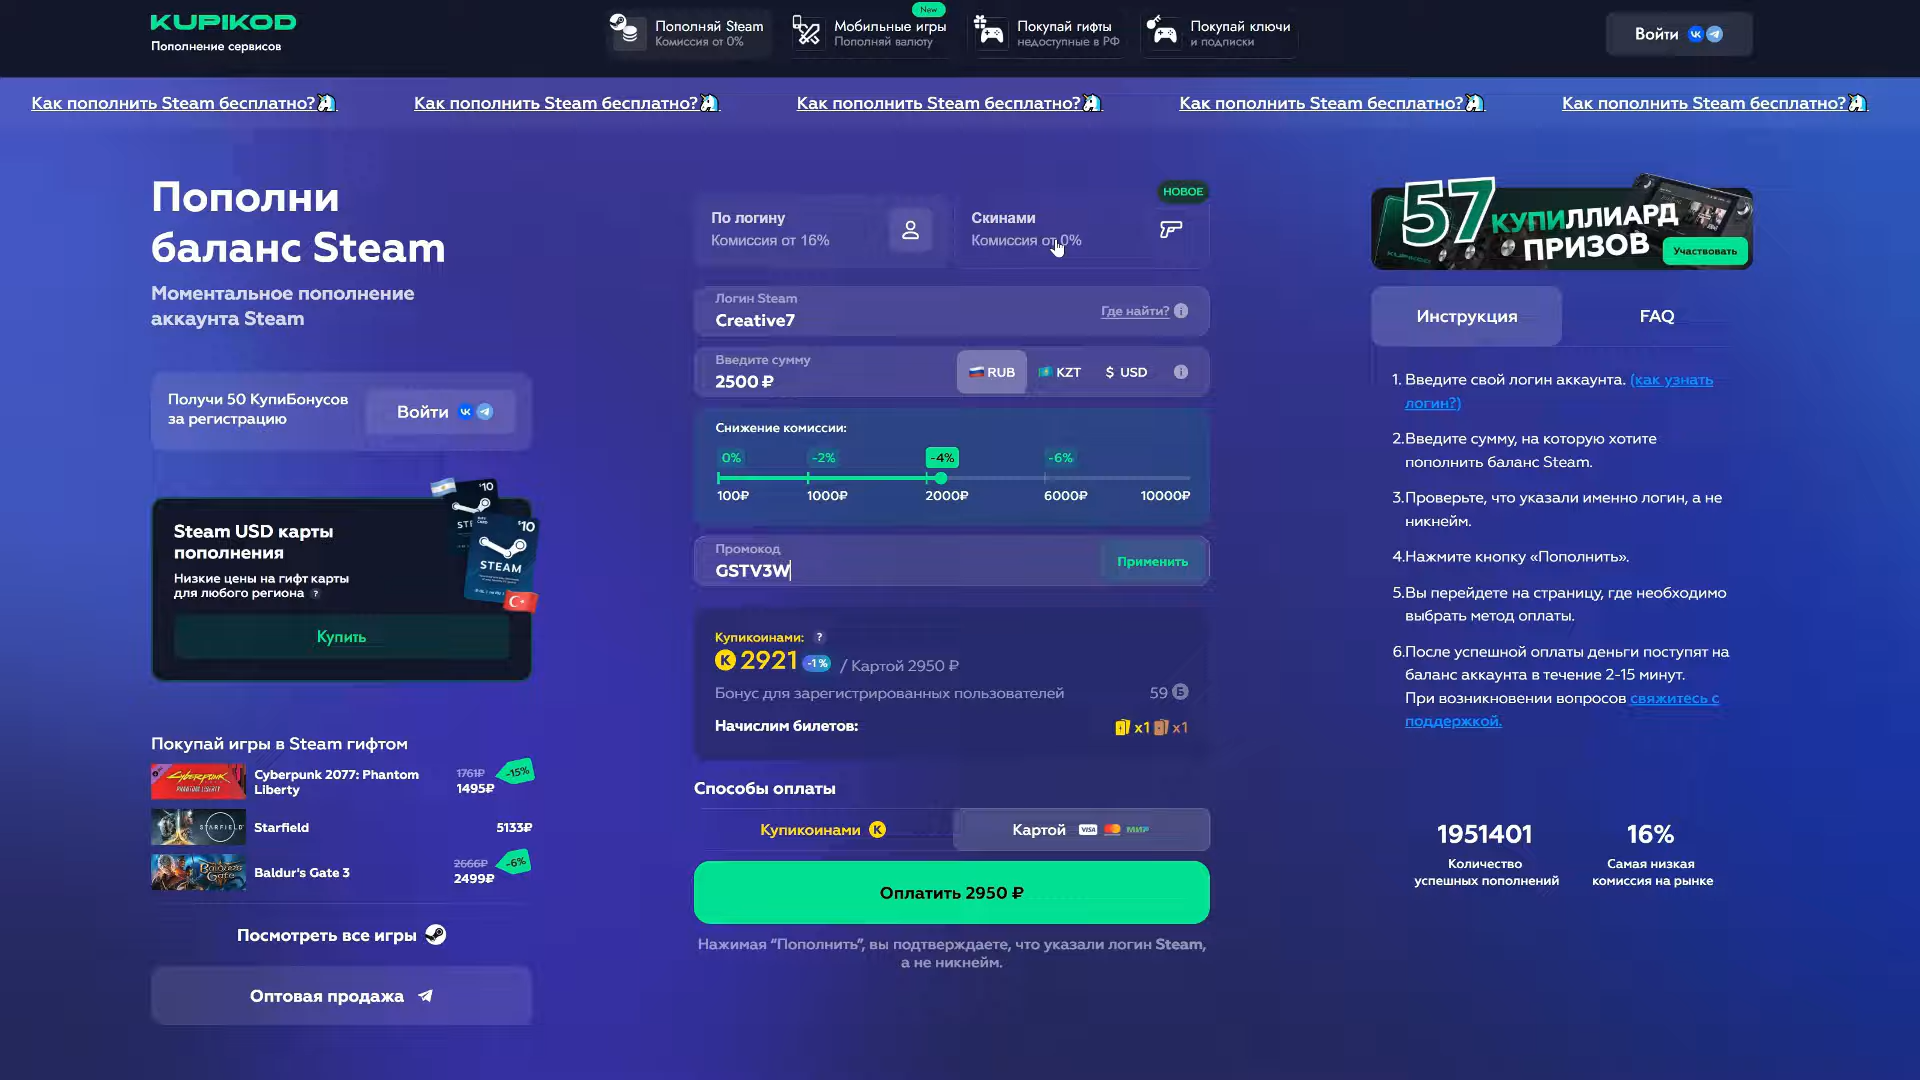 KUPIKOD
Пополнение сервисов
Пополняй Steam
Комиссия от 0%
New
Мобильные игры
Пополняй валюту
Покупай гифты
недоступные в РФ
Покупай ключи
и подписки
Войти
Как пополнить Steam бесплатно?
Как пополнить Steam бесплатно?
Как пополнить Steam бесплатно?
Как пополнить Steam бесплатно?
Как пополнить Steam бесплатно?
Пополни
баланс Steam
Моментальное пополнение
аккаунта Steam
Получи 50 КупиБонусов
за регистрацию
Войти
Steam USD карты
пополнения
Низкие цены на гифт карты
для любого региона ?
$10
$10
STEAM
Купить
Покупай игры в Steam гифтом
Cyberpunk 2077: Phantom
Liberty
1761₽
1495₽
-15%
STARFIELD
Starfield
5133₽
Baldur's Gate 3
2666₽
2499₽
-6%
Посмотреть все игры
Оптовая продажа
По логину
Комиссия от 16%
НОВОЕ
Скинами
Комиссия от 0%
Логин Steam
Creative7
Где найти?
Введите сумму
2500 ₽
RUB
KZT
$ USD
Снижение комиссии:
0% -2% -4% -6%
100₽ 1000₽ 2000₽ 6000₽ 10000₽
Промокод
GSTV3W
Применить
Купикоинами: ?
K 2921 -1% / Картой 2950 ₽
Бонус для зарегистрированных пользователей
59 Б
Начислим билетов:
x1 x1
Способы оплаты
Купикоинами K
Картой VISA МИР
Оплатить 2950 ₽
Нажимая “Пополнить”, вы подтверждаете, что указали логин Steam,
а не никнейм.
57 КУПИЛЛИАРД
ПРИЗОВ
Участвовать
Инструкция
FAQ
1. Введите свой логин аккаунта. (как узнать
логин?)
2.Введите сумму, на которую хотите
пополнить баланс Steam.
3.Проверьте, что указали именно логин, а не
никнейм.
4.Нажмите кнопку «Пополнить».
5.Вы перейдете на страницу, где необходимо
выбрать метод оплаты.
6.После успешной оплаты деньги поступят на
баланс аккаунта в течение 2-15 минут.
При возникновении вопросов свяжитесь с
поддержкой.
1951401
Количество
успешных пополнений
16%
Самая низкая
комиссия на рынке